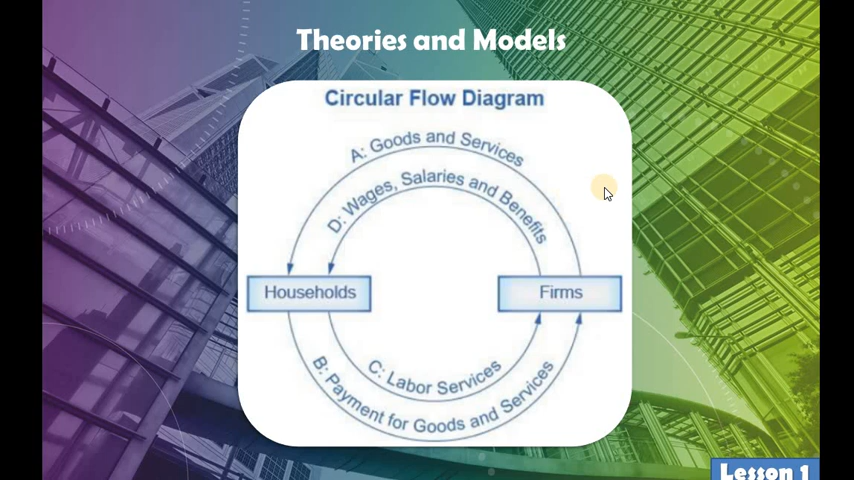 Theories and Models
Circular Flow Diagram
A: Goods and Services
D: Wages, Salaries and Benefits
Households
Firms
C: Labor Services
B: Payment for Goods and Services
Lesson 1